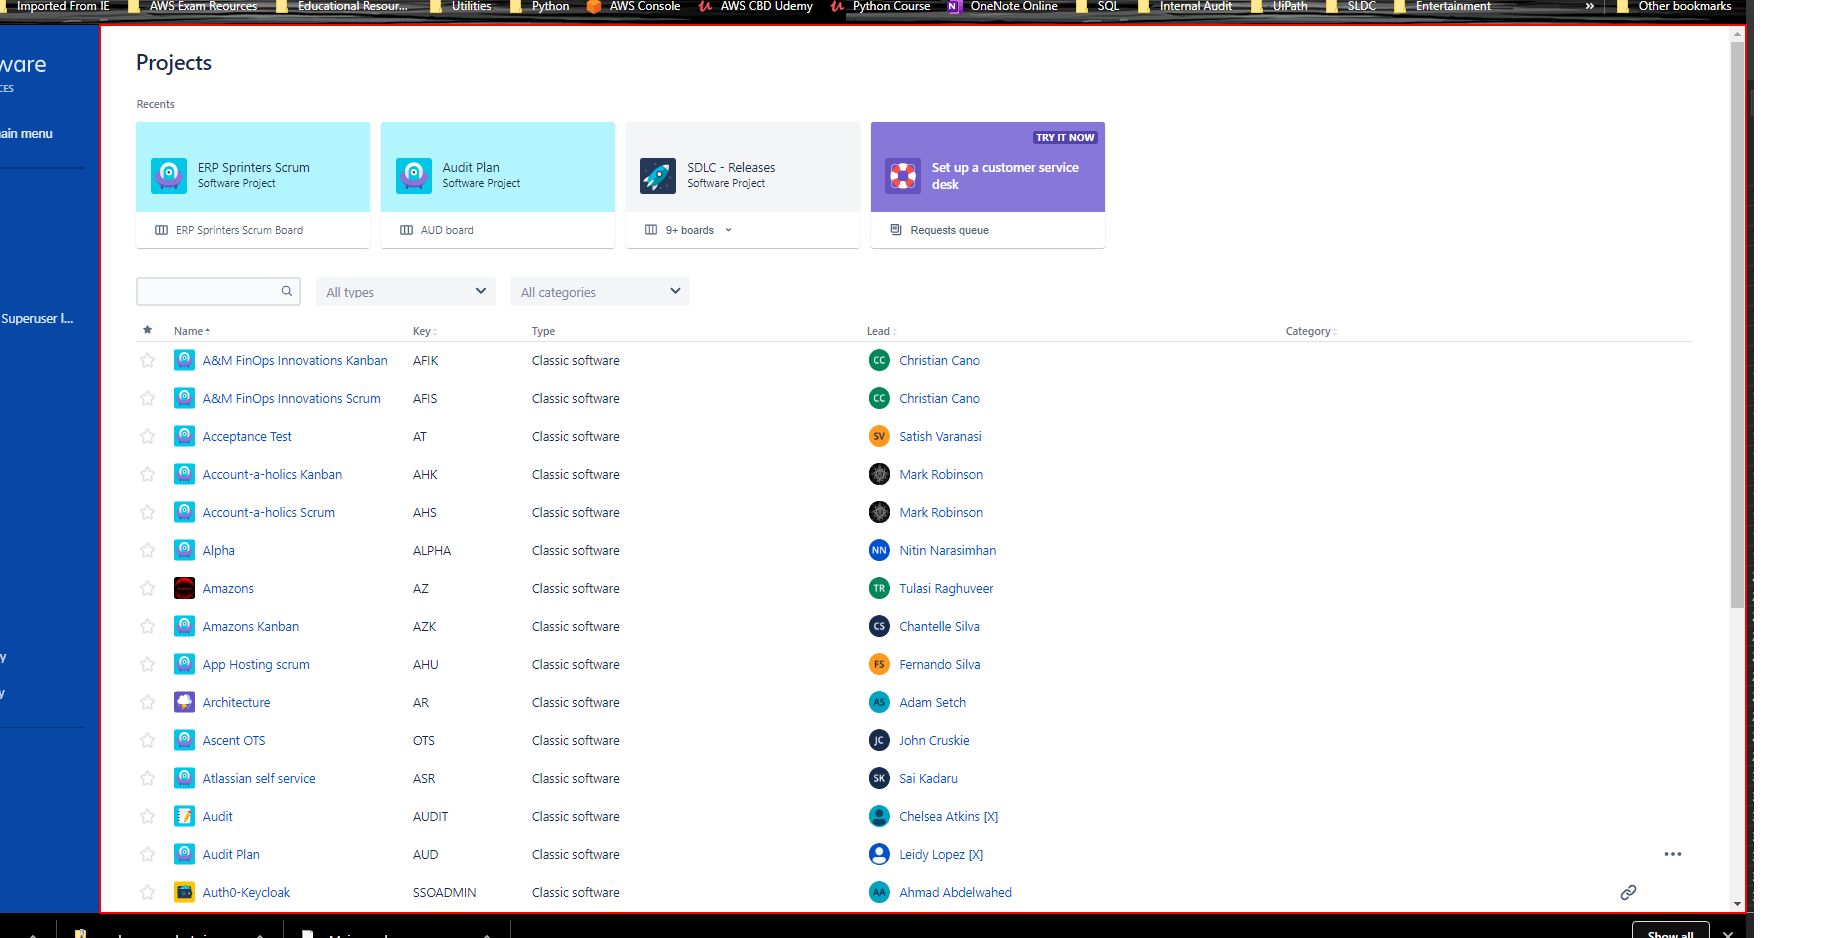 Imported From IE AWS Exam Resources Educational Resour... Utilities Python AWS Console AWS CBD Udemy Python Course OneNote Online SQL Internal Audit UiPath SLDC Entertainment » Other bookmarks
Projects
Recents
TRY IT NOW
ERP Sprinters Scrum
Software Project
ERP Sprinters Scrum Board
Audit Plan
Software Project
AUD board
SDLC - Releases
Software Project
9+ boards
Set up a customer service
desk
Requests queue
ware
CES
ain menu
Superuser l...
y
y
All types All categories
Name Key Type Lead Category
A&M FinOps Innovations Kanban AFIK Classic software CC Christian Cano
A&M FinOps Innovations Scrum AFIS Classic software CC Christian Cano
Acceptance Test AT Classic software SV Satish Varanasi
Account-a-holics Kanban AHK Classic software Mark Robinson
Account-a-holics Scrum AHS Classic software Mark Robinson
Alpha ALPHA Classic software NN Nitin Narasimhan
Amazons AZ Classic software TR Tulasi Raghuveer
Amazons Kanban AZK Classic software CS Chantelle Silva
App Hosting scrum AHU Classic software FS Fernando Silva
Architecture AR Classic software AS Adam Setch
Ascent OTS OTS Classic software JC John Cruskie
Atlassian self service ASR Classic software SK Sai Kadaru
Audit AUDIT Classic software Chelsea Atkins [X]
Audit Plan AUD Classic software Leidy Lopez [X]
Auth0-Keycloak SSOADMIN Classic software AA Ahmad Abdelwahed
Show all